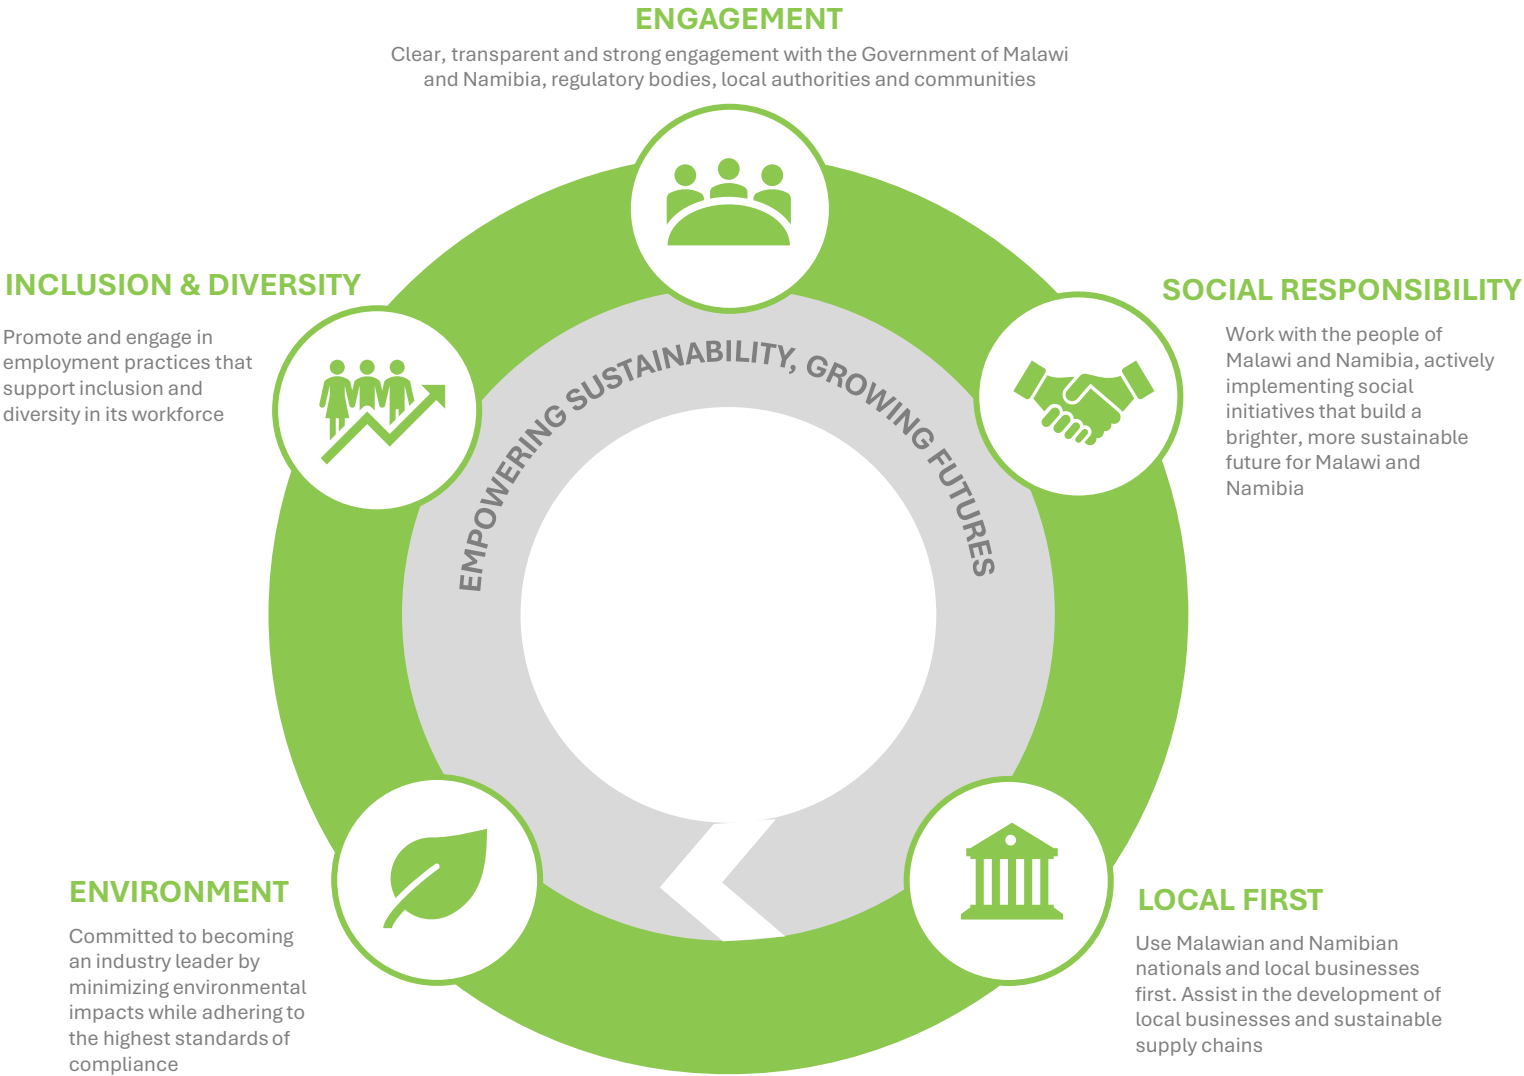 ENGAGEMENT
Clear, transparent and strong engagement with the Government of Malawi
and Namibia, regulatory bodies, local authorities and communities
INCLUSION & DIVERSITY
Promote and engage in
employment practices that
support inclusion and
diversity in its workforce
SOCIAL RESPONSIBILITY
Work with the people of
Malawi and Namibia, actively
implementing social
initiatives that build a
brighter, more sustainable
future for Malawi and
Namibia
EMPOWERING SUSTAINABILITY, GROWING FUTURES
ENVIRONMENT
Committed to becoming
an industry leader by
minimizing environmental
impacts while adhering to
the highest standards of
compliance
LOCAL FIRST
Use Malawian and Namibian
nationals and local businesses
first. Assist in the development of
local businesses and sustainable
supply chains